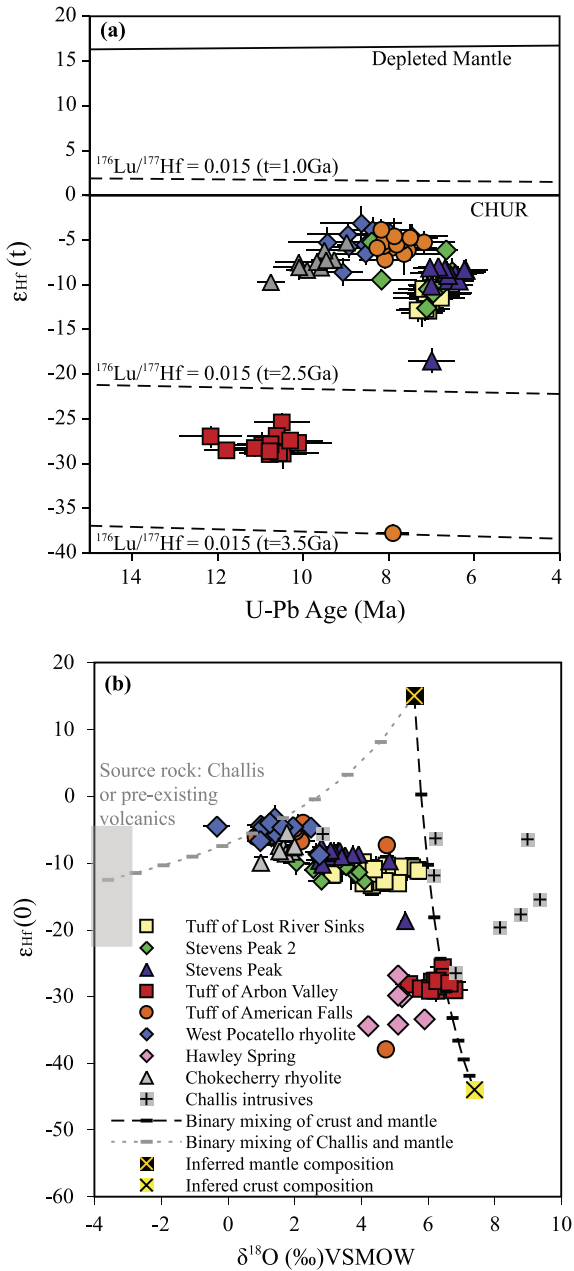 (a)
20
15
10
5
0
-5
-10
-15
-20
-25
-30
-35
-40
εHf(t)
Depleted Mantle
¹⁷⁶Lu/¹⁷⁷Hf = 0.015 (t=1.0Ga)
CHUR
¹⁷⁶Lu/¹⁷⁷Hf = 0.015 (t=2.5Ga)
¹⁷⁶Lu/¹⁷⁷Hf = 0.015 (t=3.5Ga)
14 12 10 8 6 4
U-Pb Age (Ma)
(b)
20
10
0
-10
-20
-30
-40
-50
-60
εHf(0)
Source rock: Challis
or pre-existing
volcanics
Tuff of Lost River Sinks
Stevens Peak 2
Stevens Peak
Tuff of Arbon Valley
Tuff of American Falls
West Pocatello rhyolite
Hawley Spring
Chokecherry rhyolite
Challis intrusives
Binary mixing of crust and mantle
Binary mixing of Challis and mantle
Inferred mantle composition
Infered crust composition
-4 -2 0 2 4 6 8 10
δ¹⁸O (‰)VSMOW